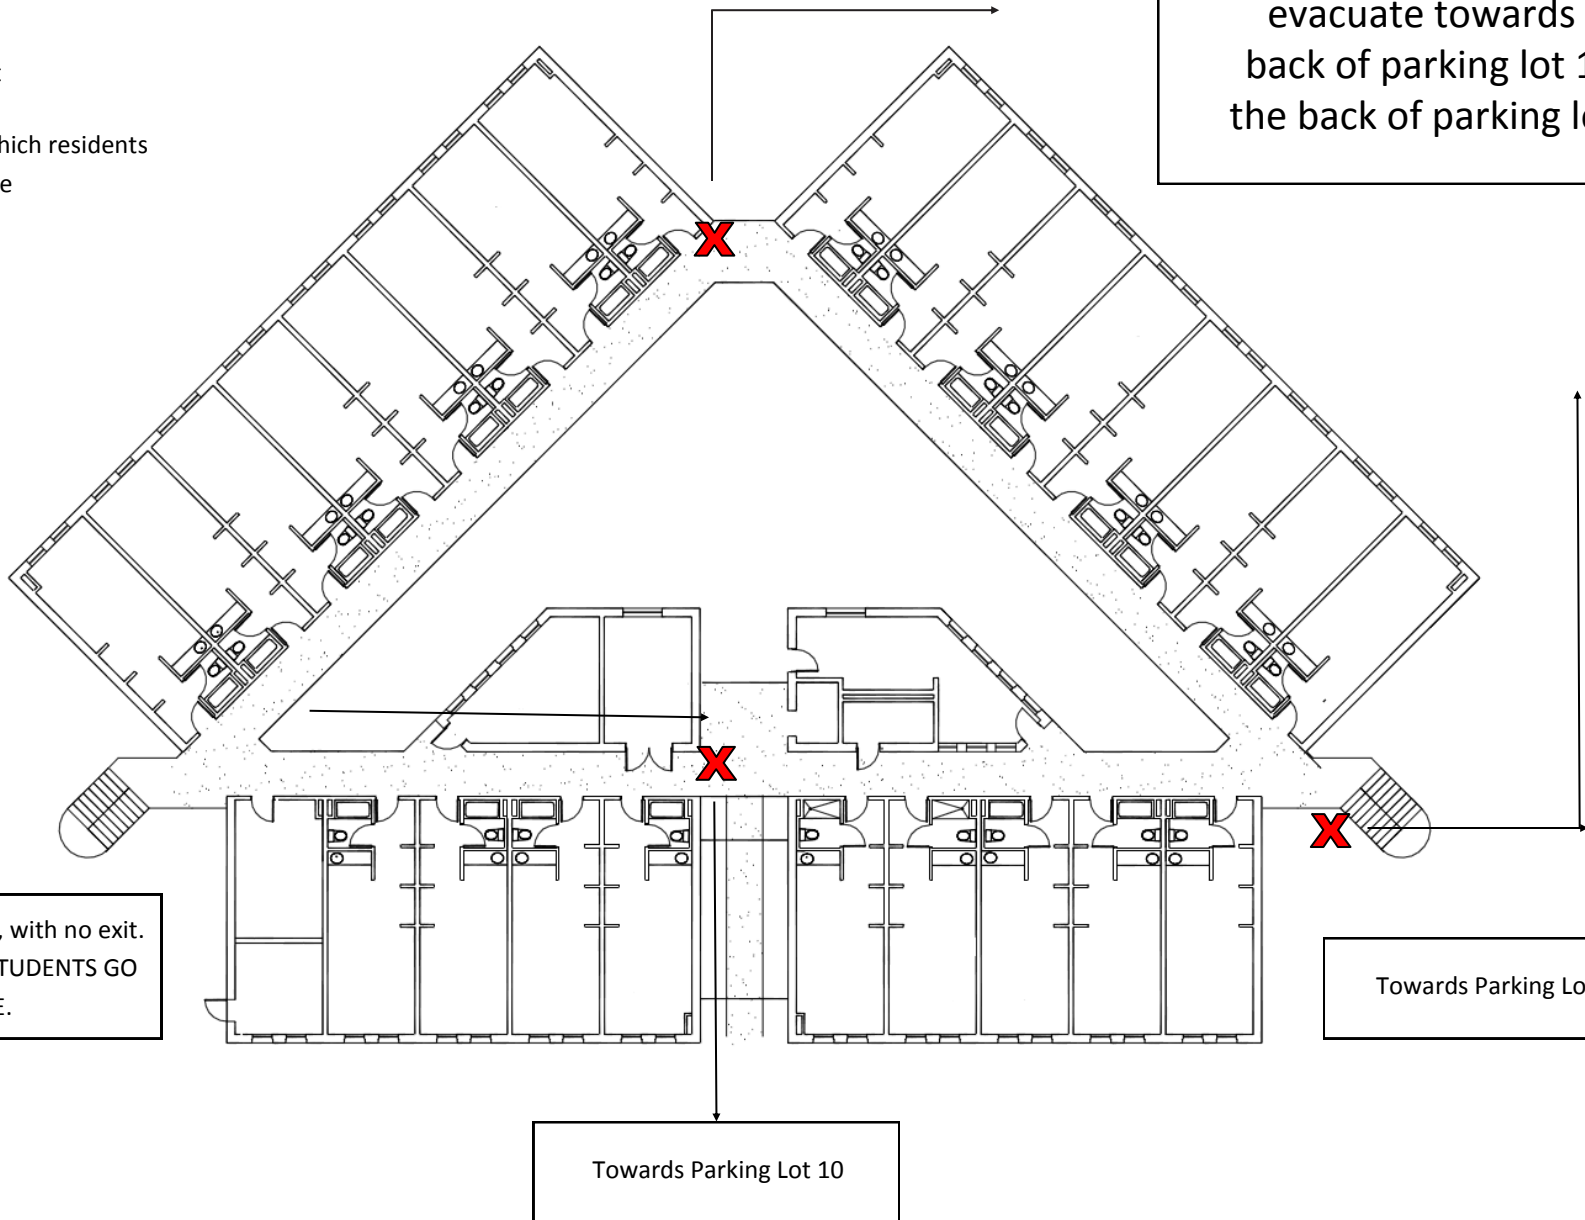 evacuate towards
back of parking lot 1
the back of parking l
hich residents
e
X
X
X
, with no exit.
TUDENTS GO
E.
Towards Parking Lo
Towards Parking Lot 10